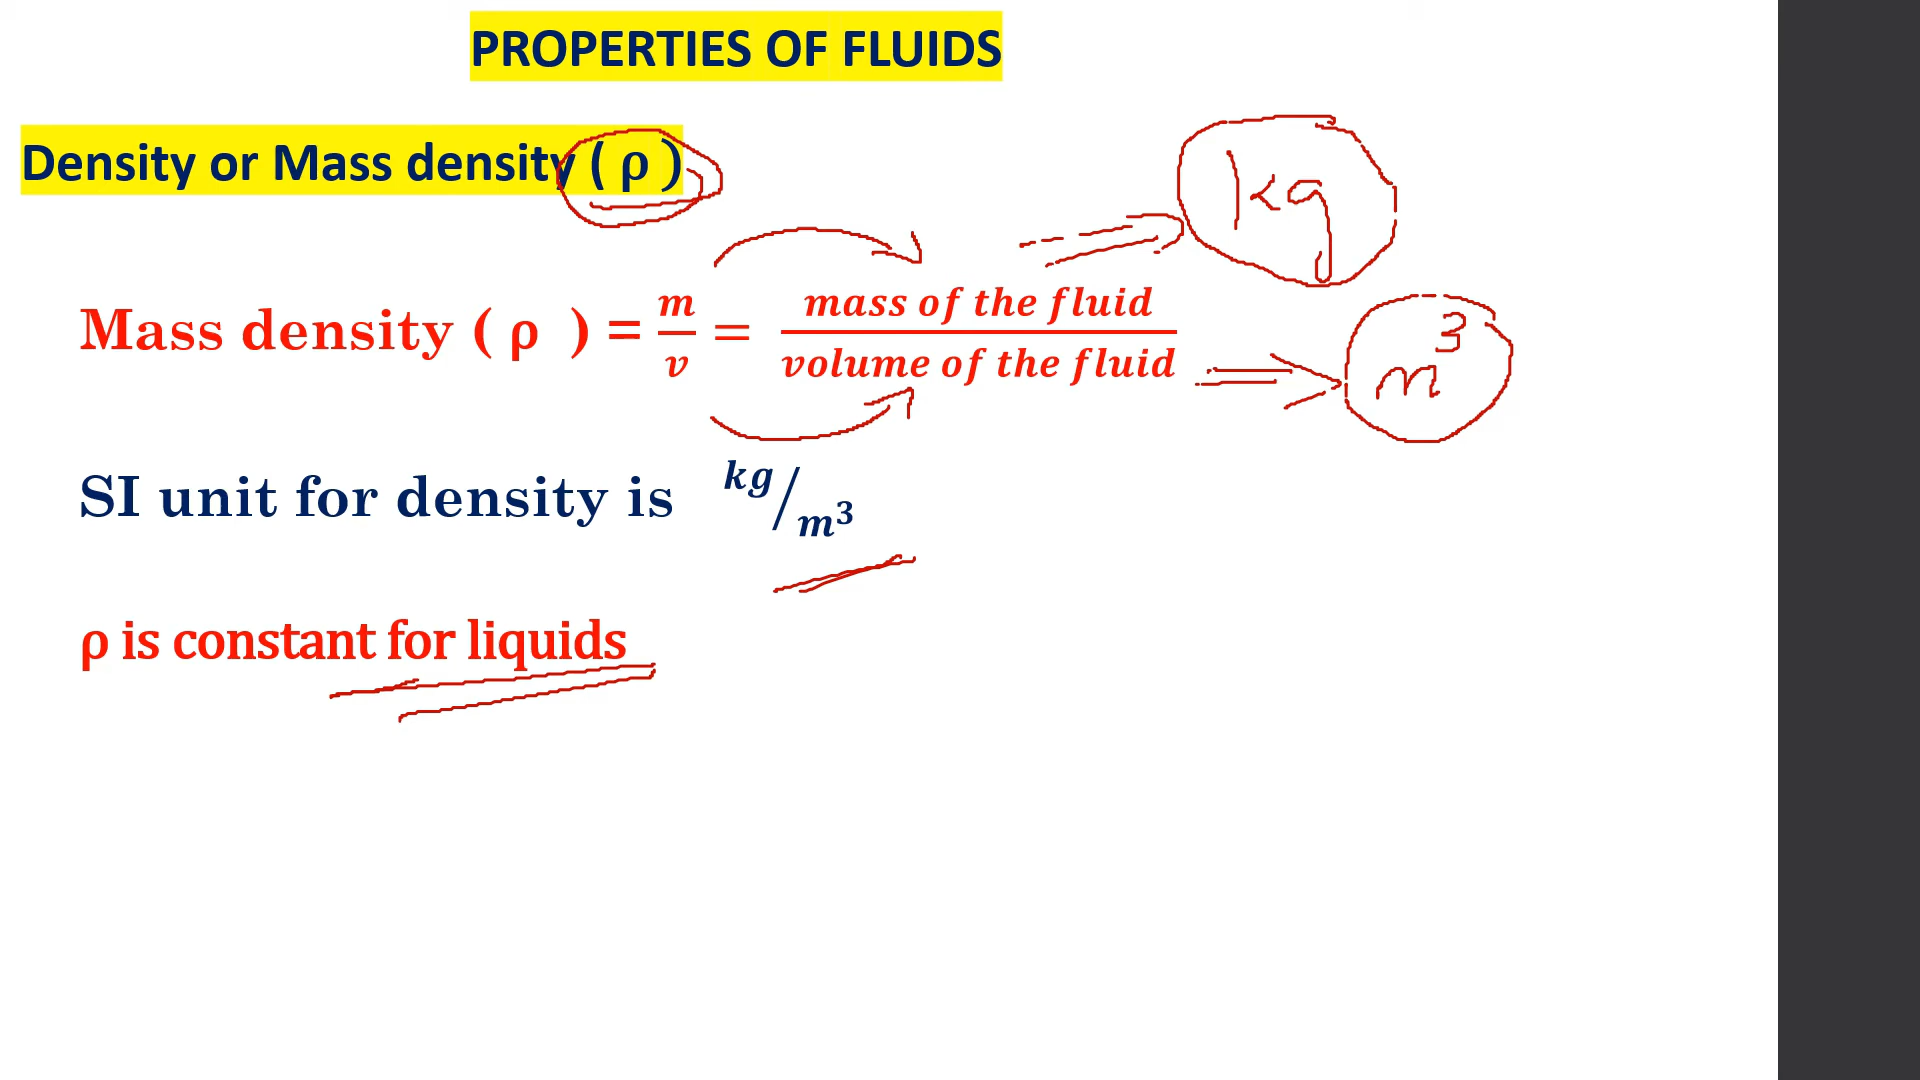 PROPERTIES OF FLUIDS
Density or Mass density ( ρ )
kg
Mass density ( ρ ) = m/v = mass of the fluid / volume of the fluid
m³
SI unit for density is kg/m³
ρ is constant for liquids